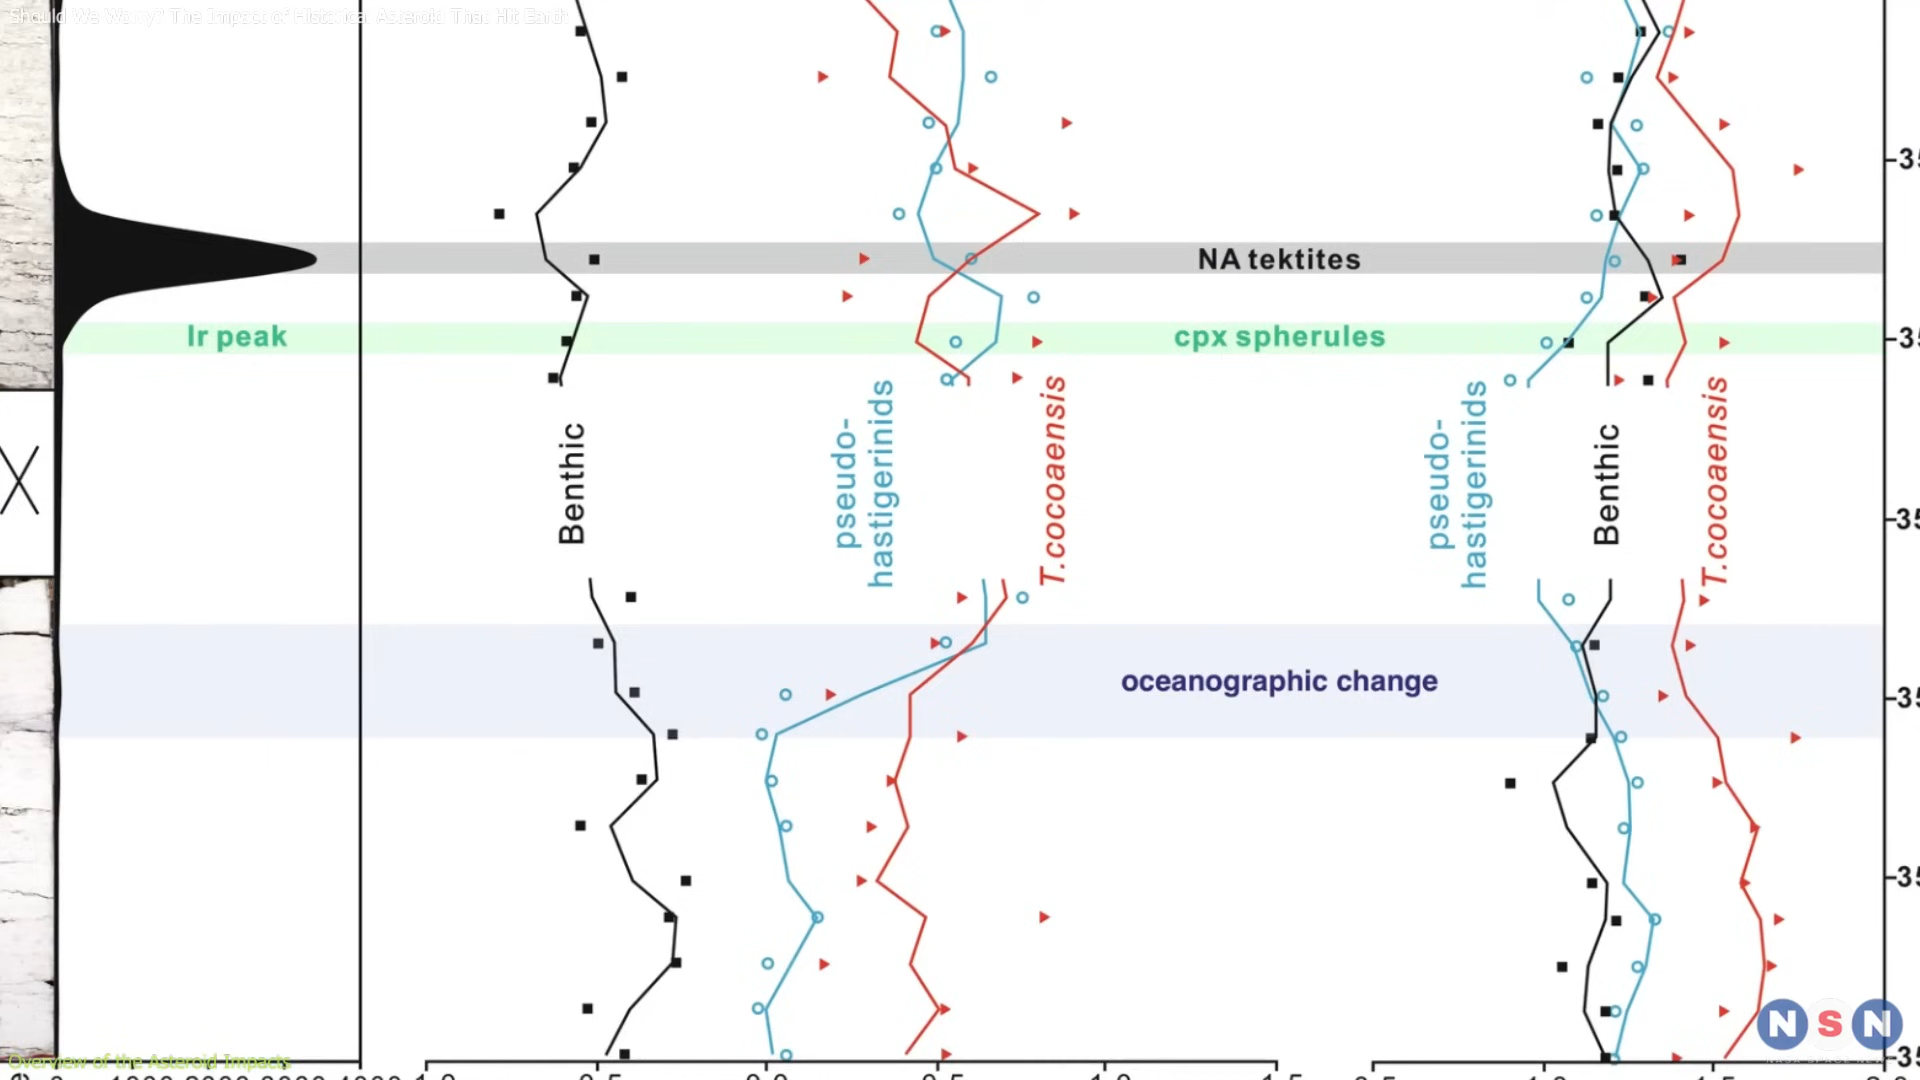 Should We Worry? The Impact of Historical Asteroid That Hit Earth
NA tektites
Ir peak
cpx spherules
pseudo-
hastigerinids
T.cocoaensis
Benthic
pseudo-
hastigerinids
Benthic
T.cocoaensis
oceanographic change
NSN
Overview of the Asteroid Impacts